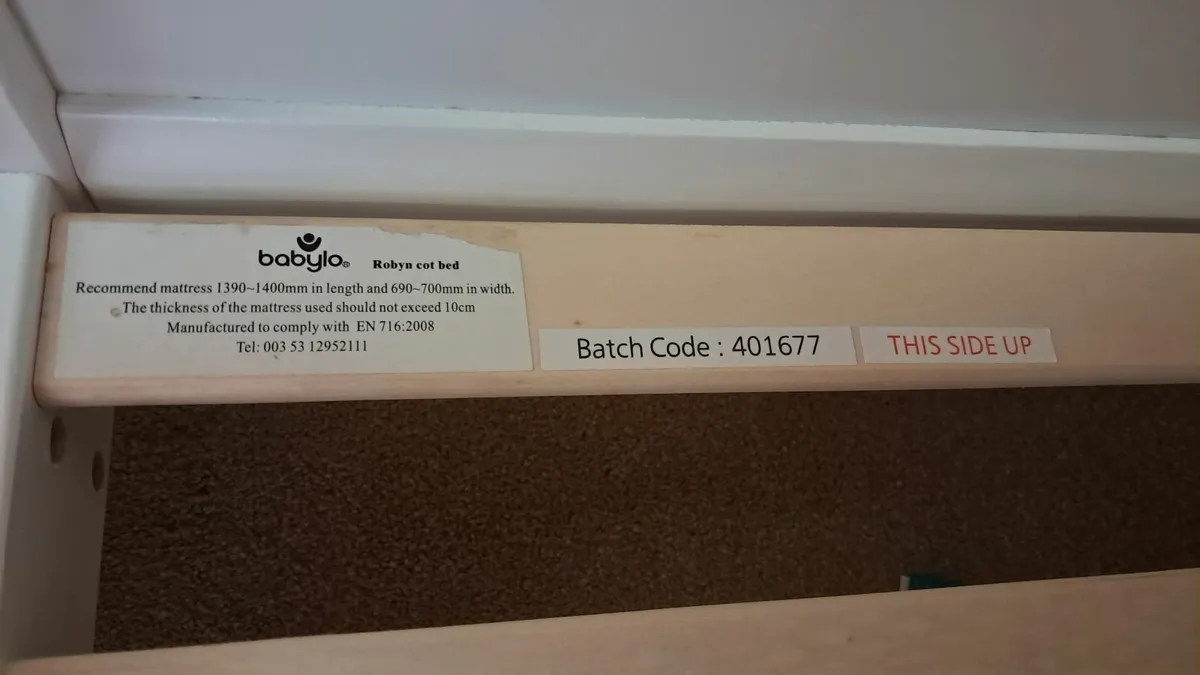 babylo® Robyn cot bed
Recommend mattress 1390~1400mm in length and 690~700mm in width.
The thickness of the mattress used should not exceed 10cm
Manufactured to comply with EN 716:2008
Tel: 003 53 12952111
Batch Code : 401677
THIS SIDE UP